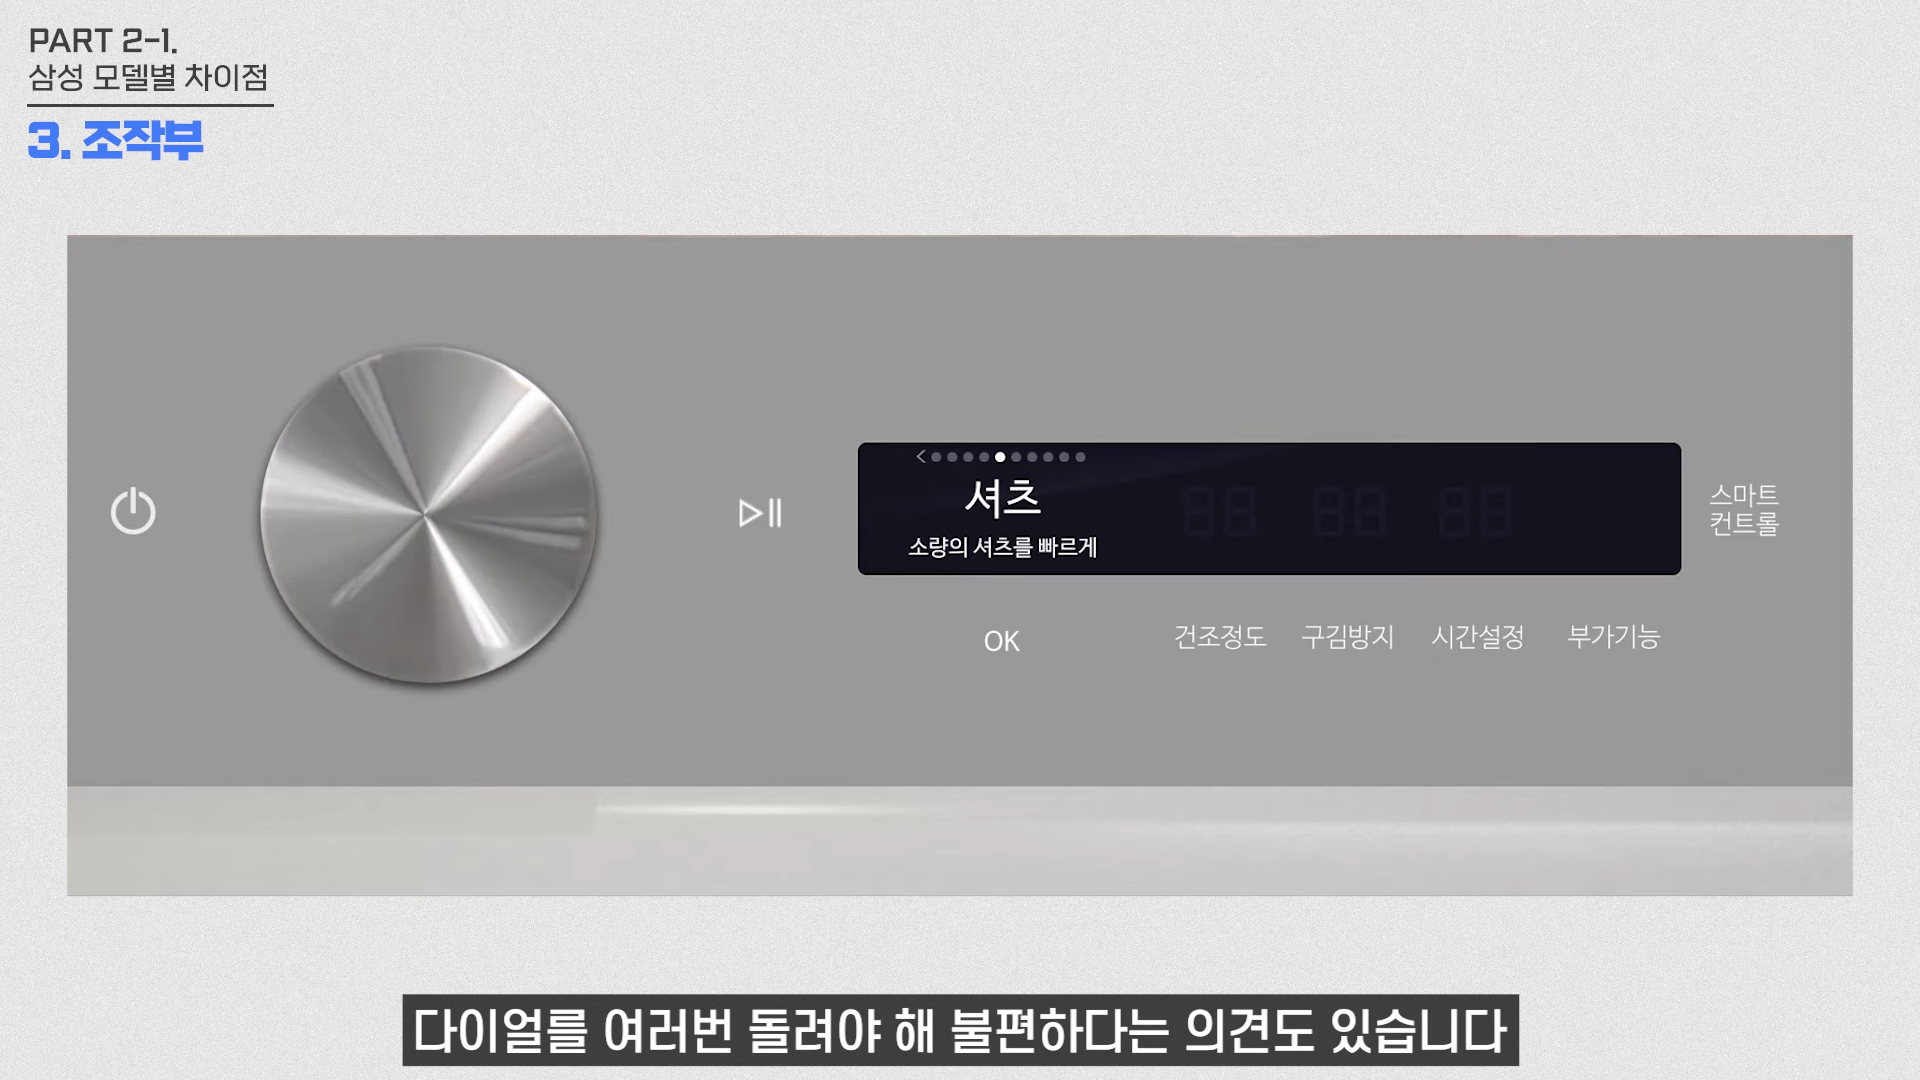 PART 2-1.
삼성 모델별 차이점
3. 조작부
셔츠
소량의 셔츠를 빠르게
스마트
컨트롤
OK
건조정도 구김방지 시간설정 부가기능
다이얼를 여러번 돌려야 해 불편하다는 의견도 있습니다